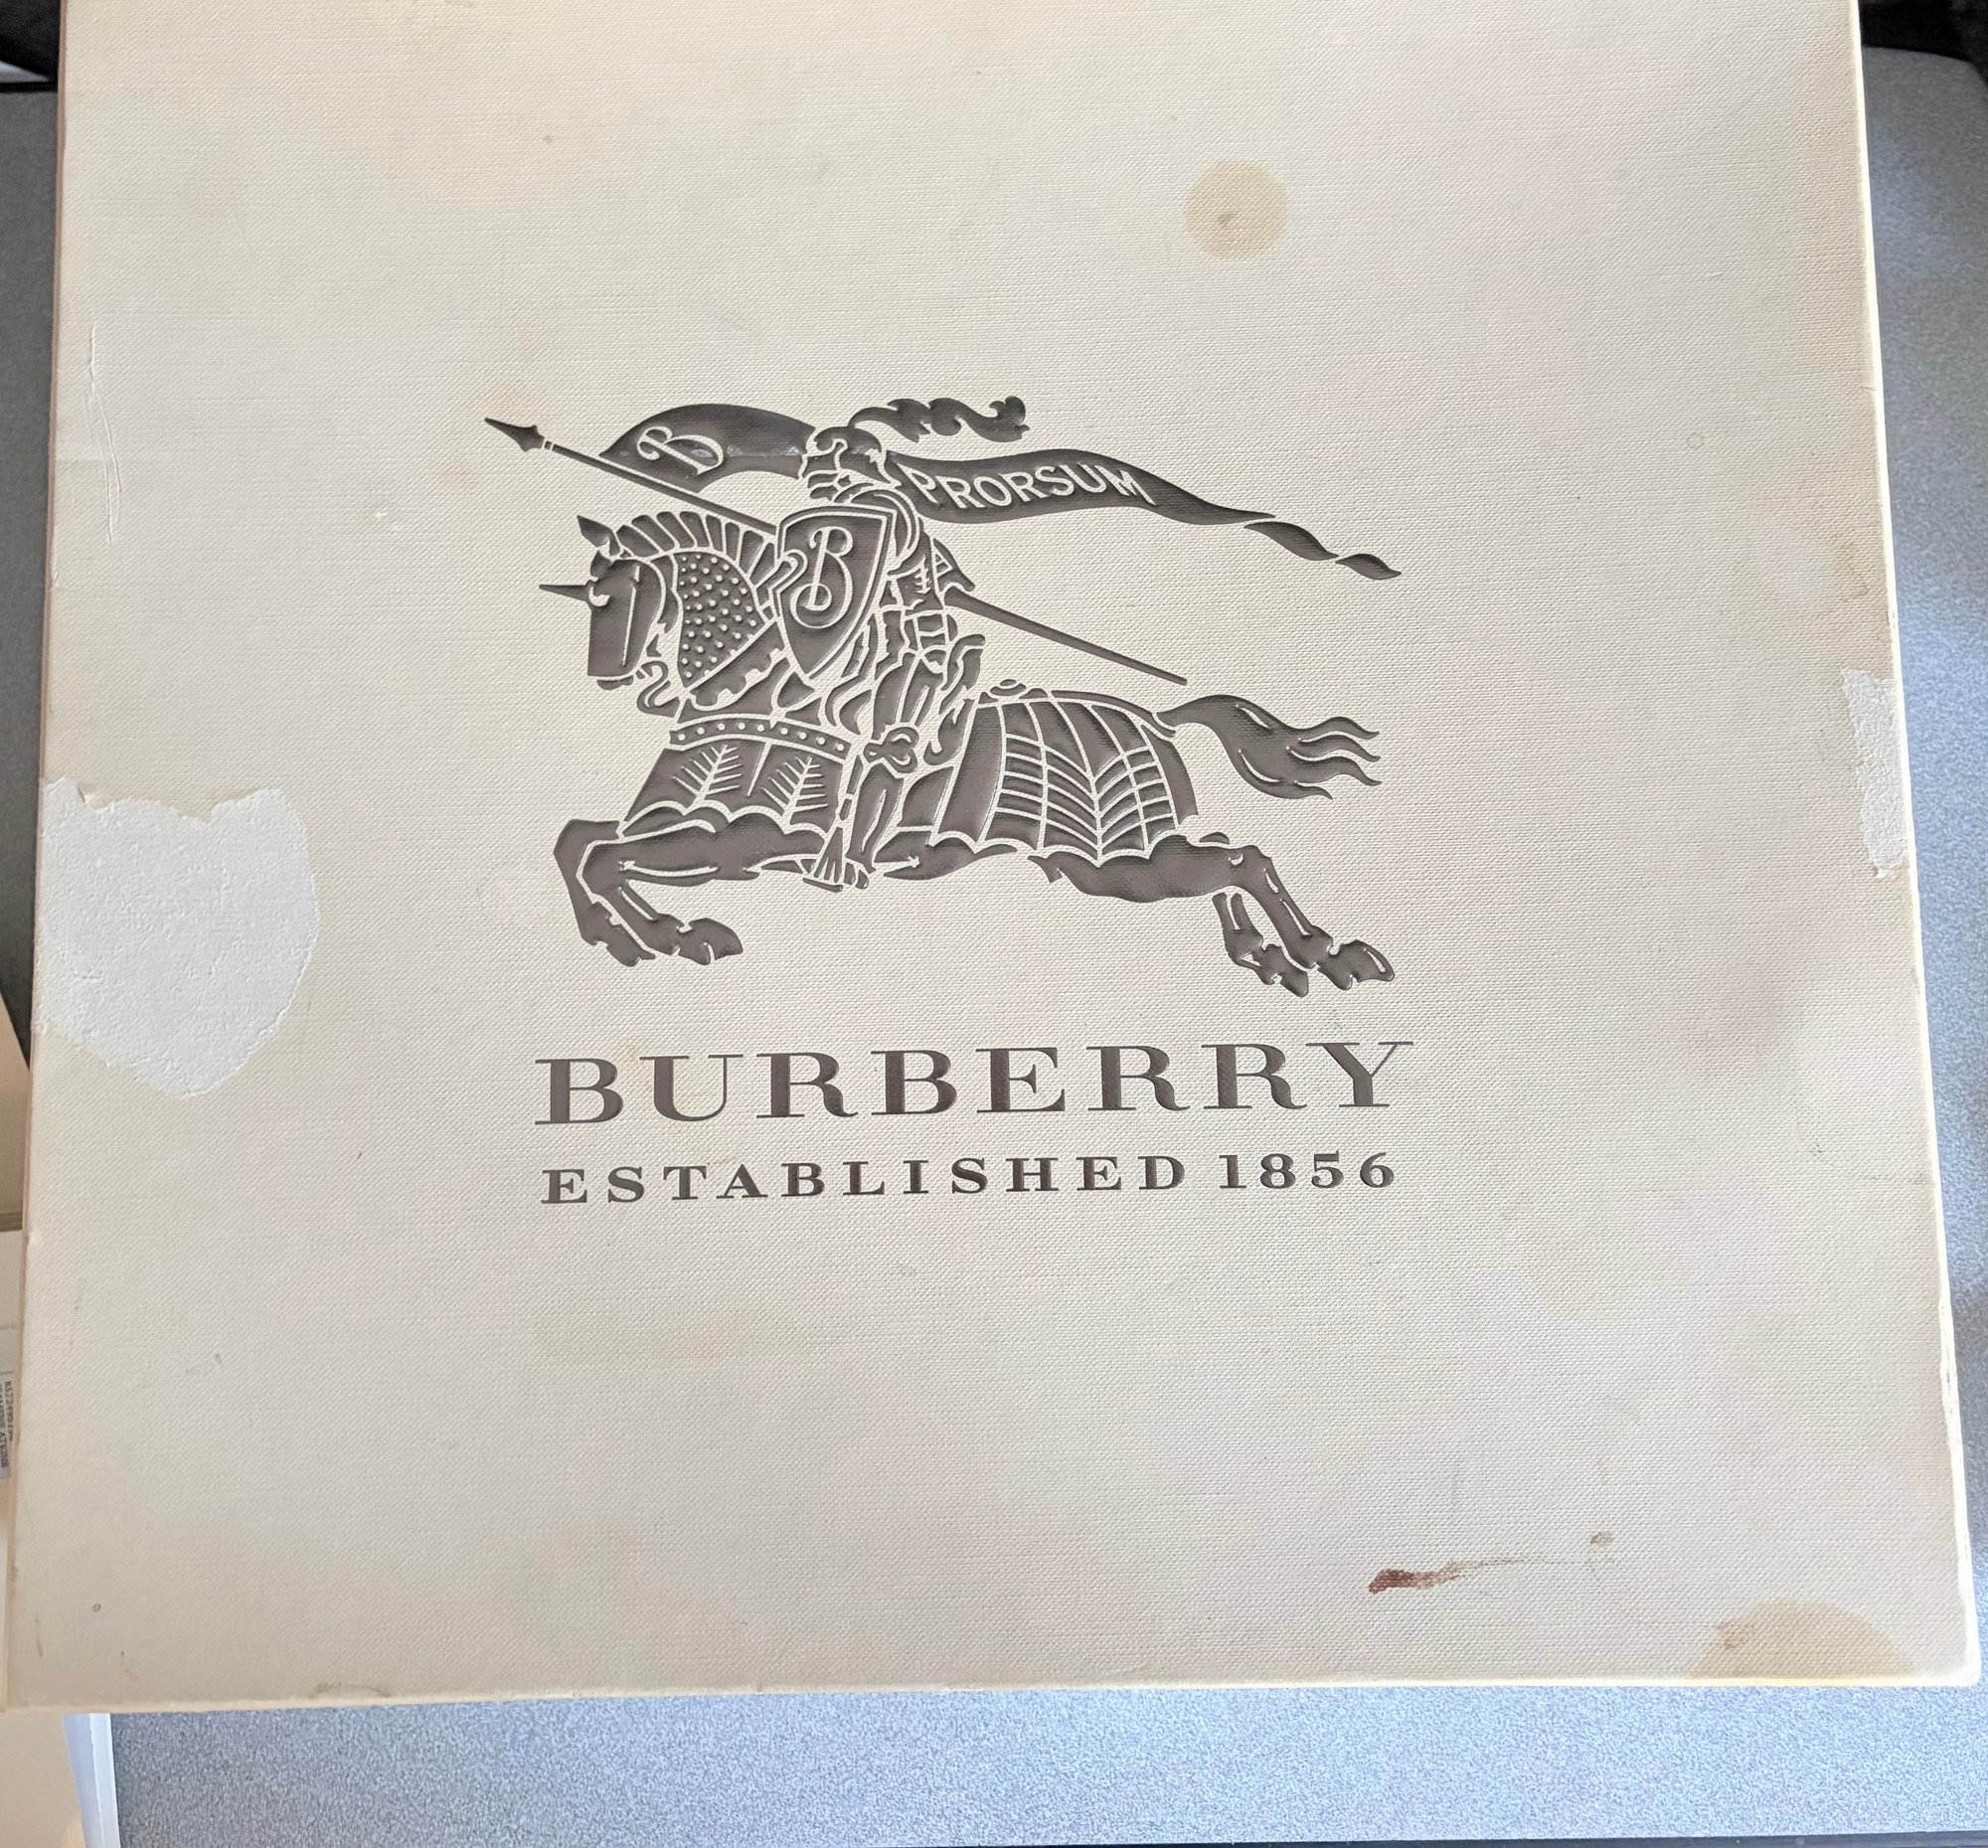 B
PRORSUM
B
BURBERRY
ESTABLISHED 1856